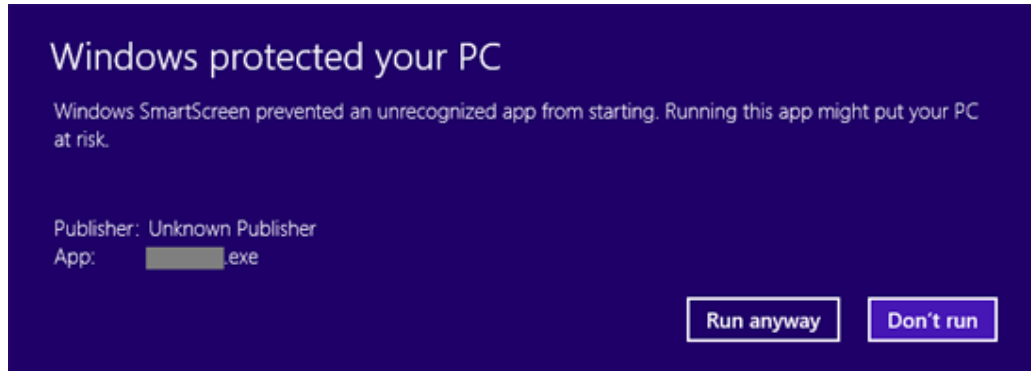 Windows protected your PC
Windows SmartScreen prevented an unrecognized app from starting. Running this app might put your PC
at risk.
Publisher: Unknown Publisher
App: .exe
Run anyway Don't run